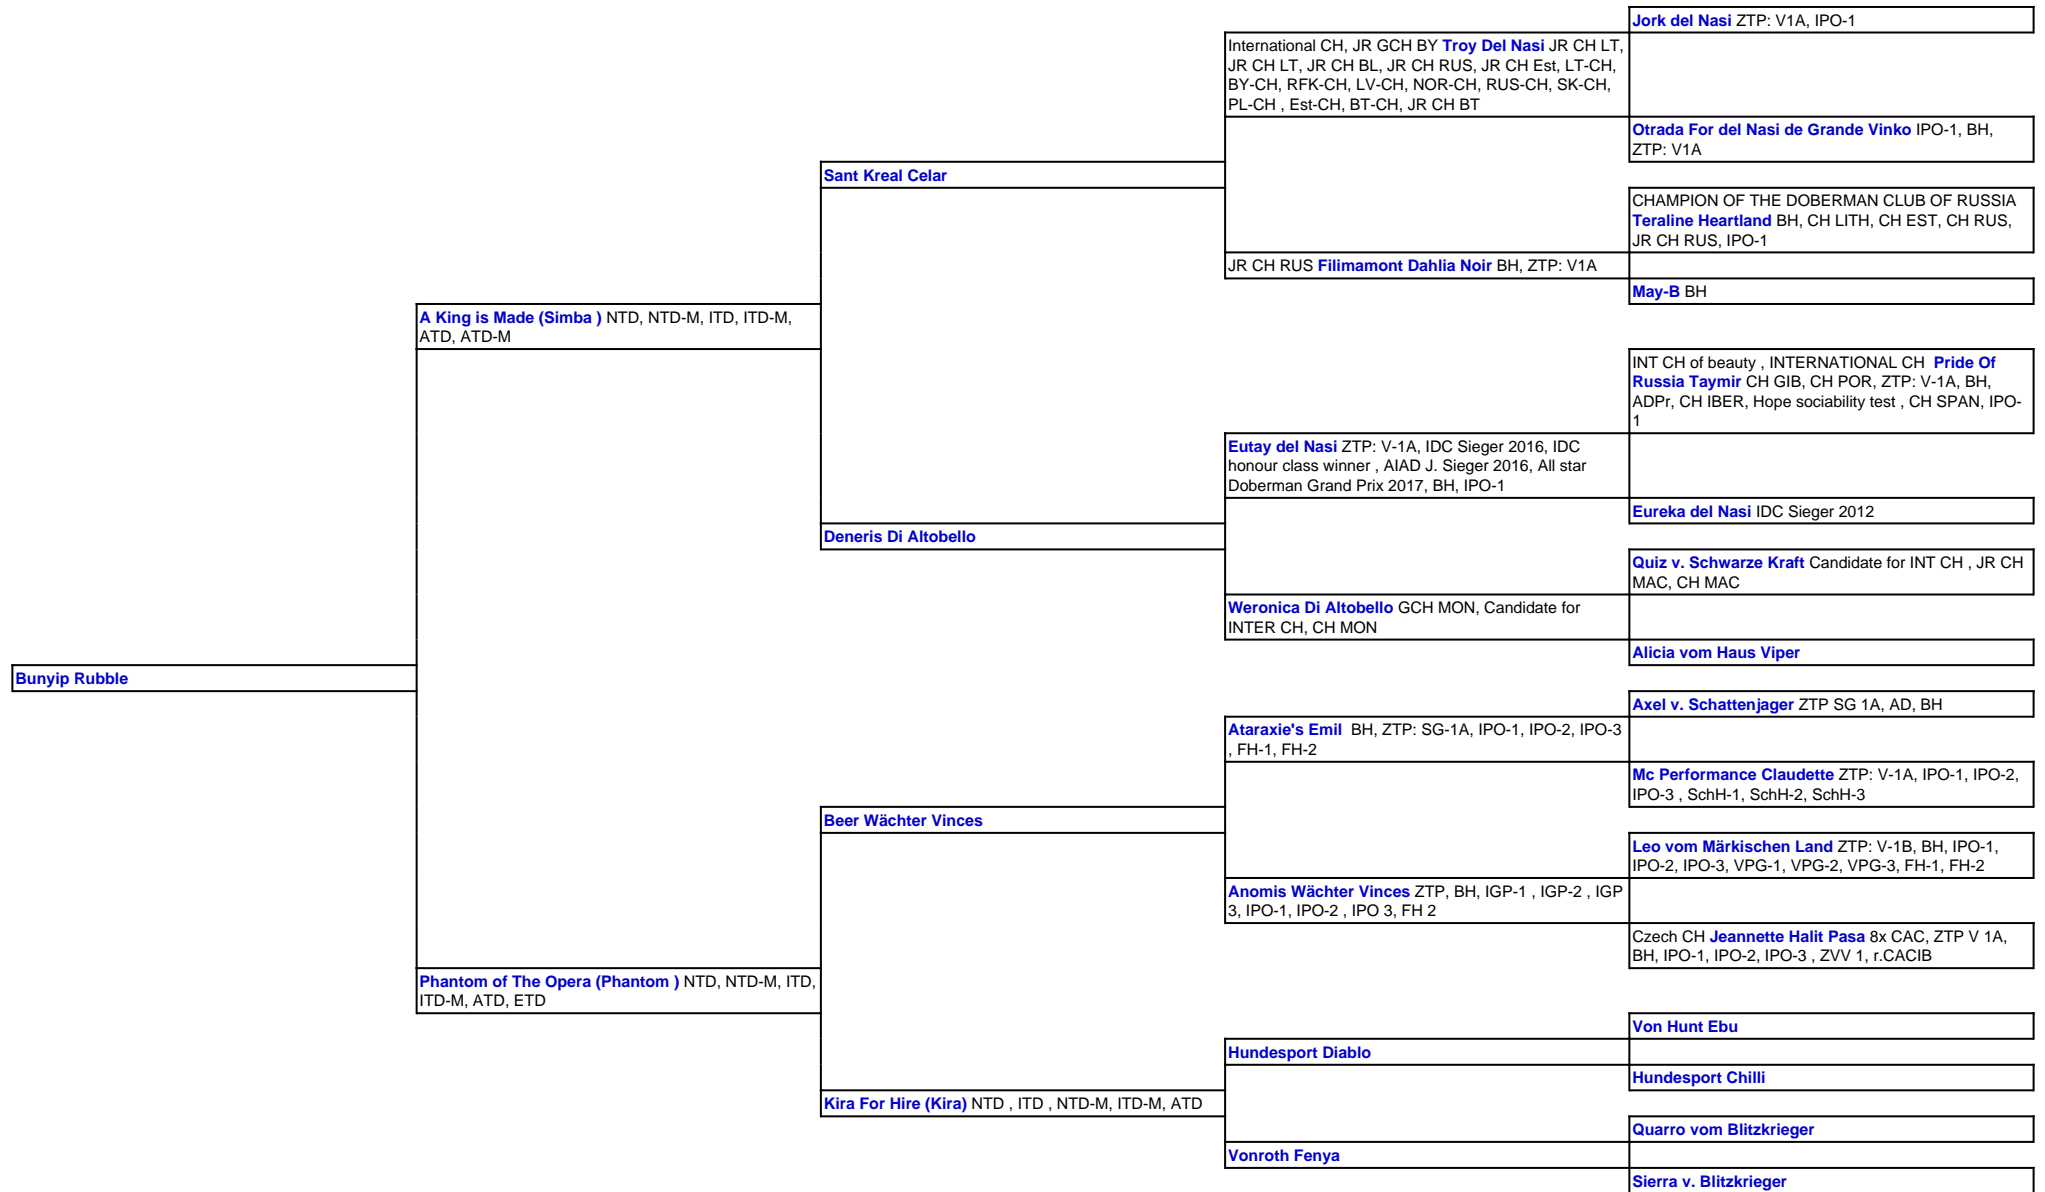 Jork del Nasi ZTP: V1A, IPO-1
International CH, JR GCH BY Troy Del Nasi JR CH LT,
JR CH LT, JR CH BL, JR CH RUS, JR CH Est, LT-CH,
BY-CH, RFK-CH, LV-CH, NOR-CH, RUS-CH, SK-CH,
PL-CH , Est-CH, BT-CH, JR CH BT
Otrada For del Nasi de Grande Vinko IPO-1, BH,
ZTP: V1A
Sant Kreal Celar
CHAMPION OF THE DOBERMAN CLUB OF RUSSIA
Teraline Heartland BH, CH LITH, CH EST, CH RUS,
JR CH RUS, IPO-1
JR CH RUS Filimamont Dahlia Noir BH, ZTP: V1A
May-B BH
A King is Made (Simba ) NTD, NTD-M, ITD, ITD-M,
ATD, ATD-M
INT CH of beauty , INTERNATIONAL CH Pride Of
Russia Taymir CH GIB, CH POR, ZTP: V-1A, BH,
ADPr, CH IBER, Hope sociability test , CH SPAN, IPO-
1
Eutay del Nasi ZTP: V-1A, IDC Sieger 2016, IDC
honour class winner , AIAD J. Sieger 2016, All star
Doberman Grand Prix 2017, BH, IPO-1
Eureka del Nasi IDC Sieger 2012
Deneris Di Altobello
Quiz v. Schwarze Kraft Candidate for INT CH , JR CH
MAC, CH MAC
Weronica Di Altobello GCH MON, Candidate for
INTER CH, CH MON
Alicia vom Haus Viper
Bunyip Rubble
Axel v. Schattenjager ZTP SG 1A, AD, BH
Ataraxie's Emil BH, ZTP: SG-1A, IPO-1, IPO-2, IPO-3
, FH-1, FH-2
Mc Performance Claudette ZTP: V-1A, IPO-1, IPO-2,
IPO-3 , SchH-1, SchH-2, SchH-3
Beer Wächter Vinces
Leo vom Märkischen Land ZTP: V-1B, BH, IPO-1,
IPO-2, IPO-3, VPG-1, VPG-2, VPG-3, FH-1, FH-2
Anomis Wächter Vinces ZTP, BH, IGP-1 , IGP-2 , IGP
3, IPO-1, IPO-2 , IPO 3, FH 2
Czech CH Jeannette Halit Pasa 8x CAC, ZTP V 1A,
BH, IPO-1, IPO-2, IPO-3 , ZVV 1, r.CACIB
Phantom of The Opera (Phantom ) NTD, NTD-M, ITD,
ITD-M, ATD, ETD
Von Hunt Ebu
Hundesport Diablo
Hundesport Chilli
Kira For Hire (Kira) NTD , ITD , NTD-M, ITD-M, ATD
Quarro vom Blitzkrieger
Vonroth Fenya
Sierra v. Blitzkrieger